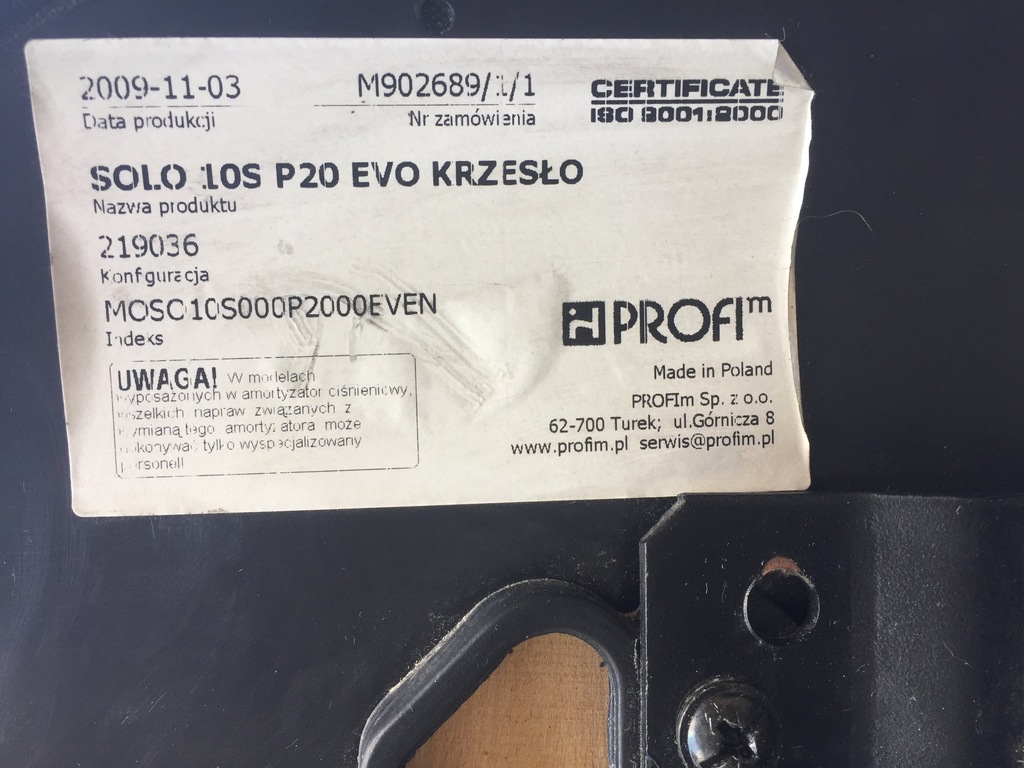 2009-11-03
Data produkcji
M902689/1/1
Nr zamówienia
CERTIFICATE
ISO 9001:2000
SOLO 10S P20 EVO KRZESŁO
Nazwa produktu
219036
Konfiguracja
MOSO10S000P2000EVEN
Indeks
UWAGA! W modelach
wyposażonych w amortyzator ciśnieniowy,
wszelkich napraw związanych z
wymianą tego amortyzatora może
dokonywać tylko wyspecjalizowany
personel!
PROFIm
Made in Poland
PROFIm Sp. z o.o.
62-700 Turek; ul.Górnicza 8
www.profim.pl serwis@profim.pl